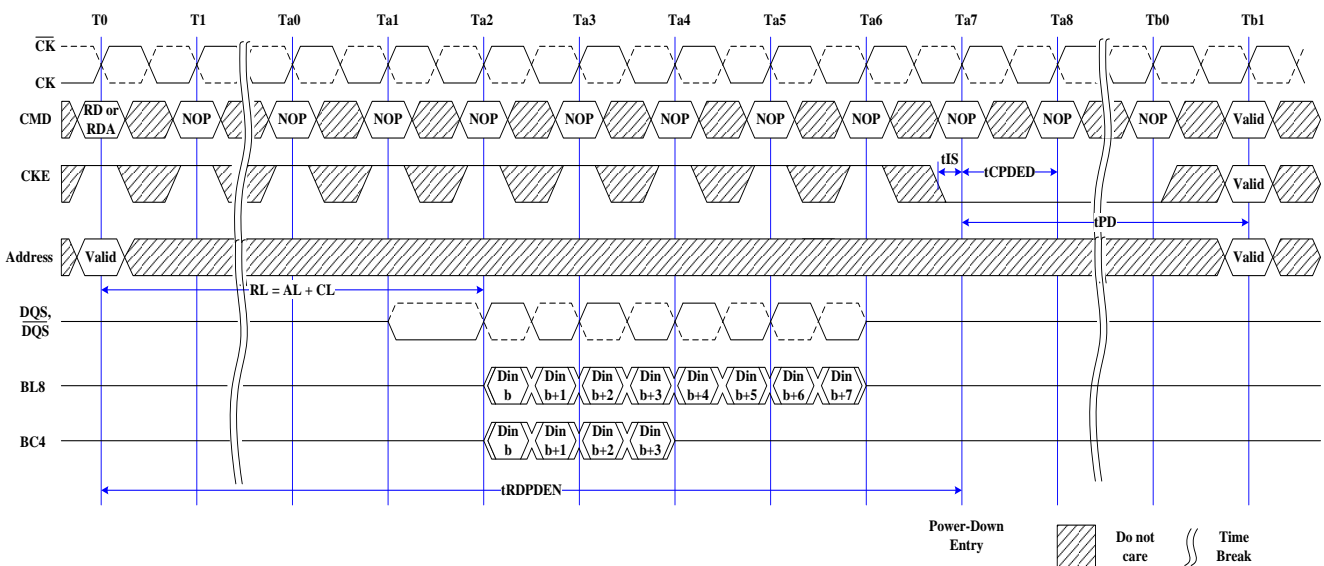 T0 T1 Ta0 Ta1 Ta2 Ta3 Ta4 Ta5 Ta6 Ta7 Ta8 Tb0 Tb1
CK
CK
CMD RD or RDA NOP NOP NOP NOP NOP NOP NOP NOP NOP NOP NOP Valid
CKE tIS tCPDED Valid
tPD
Address Valid Valid
RL = AL + CL
DQS,
DQS
BL8 Din b Din b+1 Din b+2 Din b+3 Din b+4 Din b+5 Din b+6 Din b+7
BC4 Din b Din b+1 Din b+2 Din b+3
tRDPDEN
Power-Down
Entry
Do not
care
Time
Break